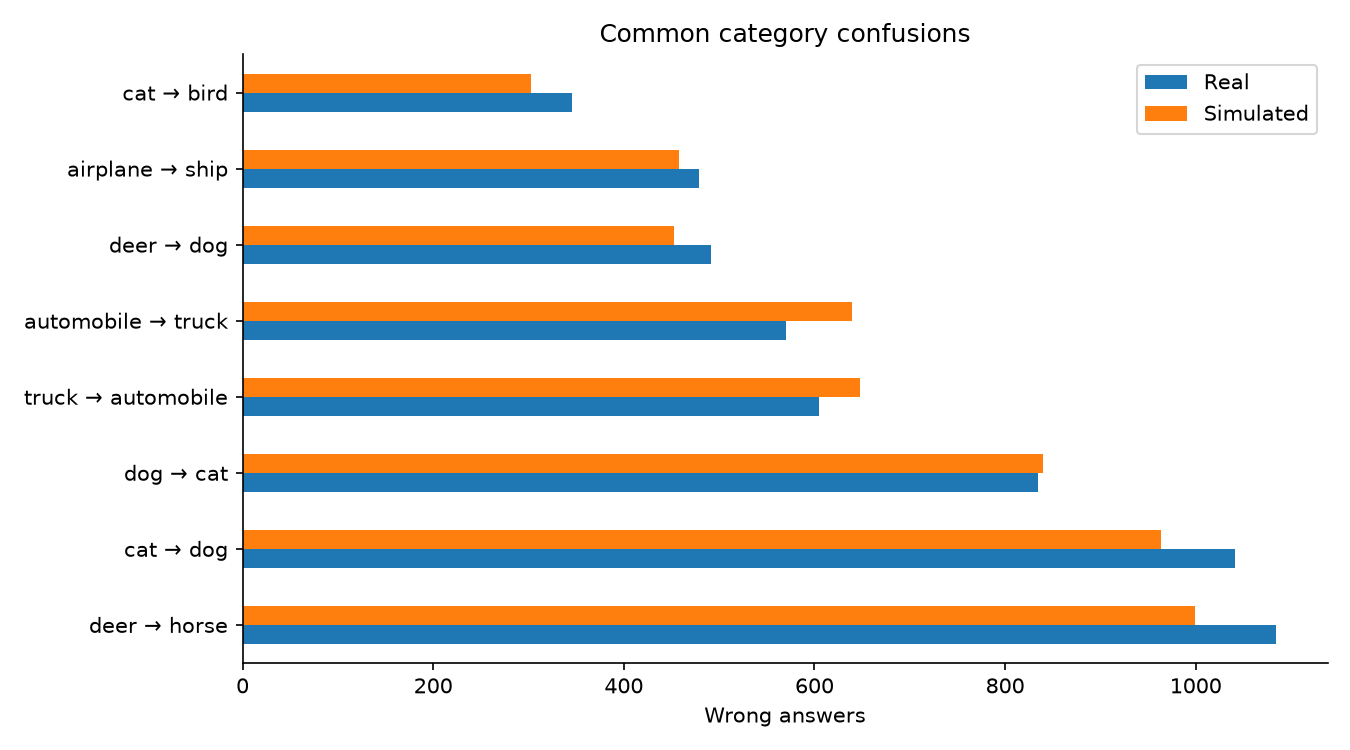 Common category confusions
Real
Simulated
cat → bird
airplane → ship
deer → dog
automobile → truck
truck → automobile
dog → cat
cat → dog
deer → horse
0 200 400 600 800 1000
Wrong answers